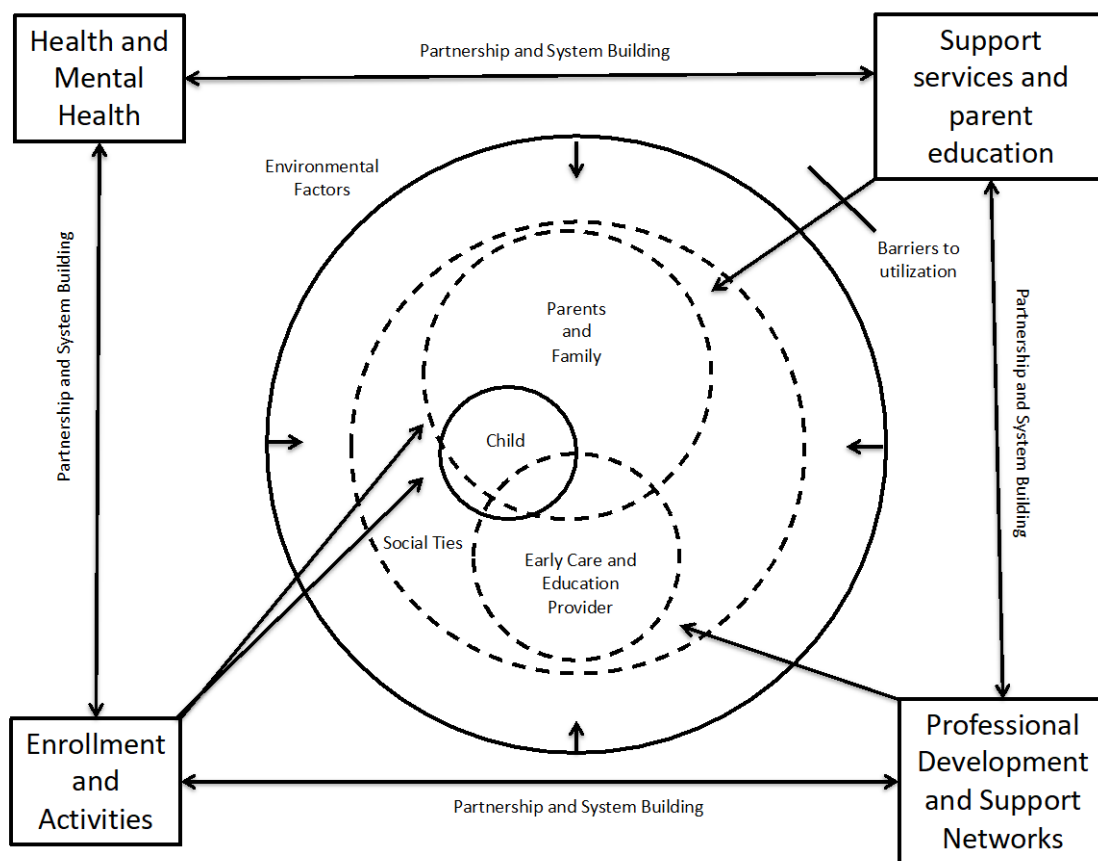 Health and
Mental
Health
Partnership and System Building
Support
services and
parent
education
Environmental
Factors
Barriers to
utilization
Partnership and System Building
Partnership and System Building
Parents
and
Family
Child
Social Ties
Early Care and
Education
Provider
Enrollment
and
Activities
Partnership and System Building
Professional
Development
and Support
Networks